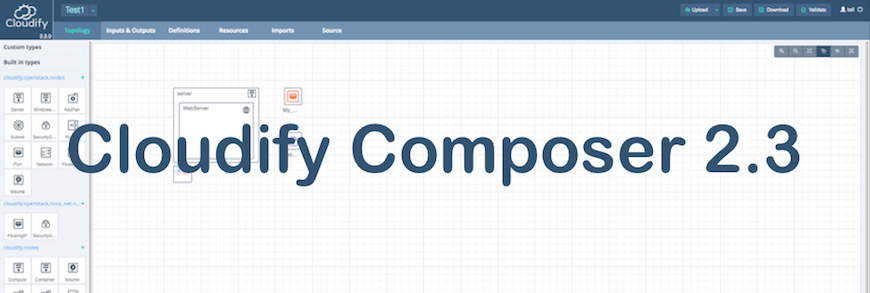 Cloudify
2.3.0
Test1
Upload
Save
Download
Validate
tal
Topology
Inputs & Outputs
Definitions
Resources
Imports
Source
Custom types
Built in types
cloudify.openstack.nodes
Server
Windows...
KeyPair
Subnet
SecurityG...
Port
Network
Volume
cloudify.openstack.nova_net.n...
FloatingIP
SecurityG...
cloudify.nodes
Compute
Container
Volume
server
WebServer
My_...
Cloudify Composer 2.3